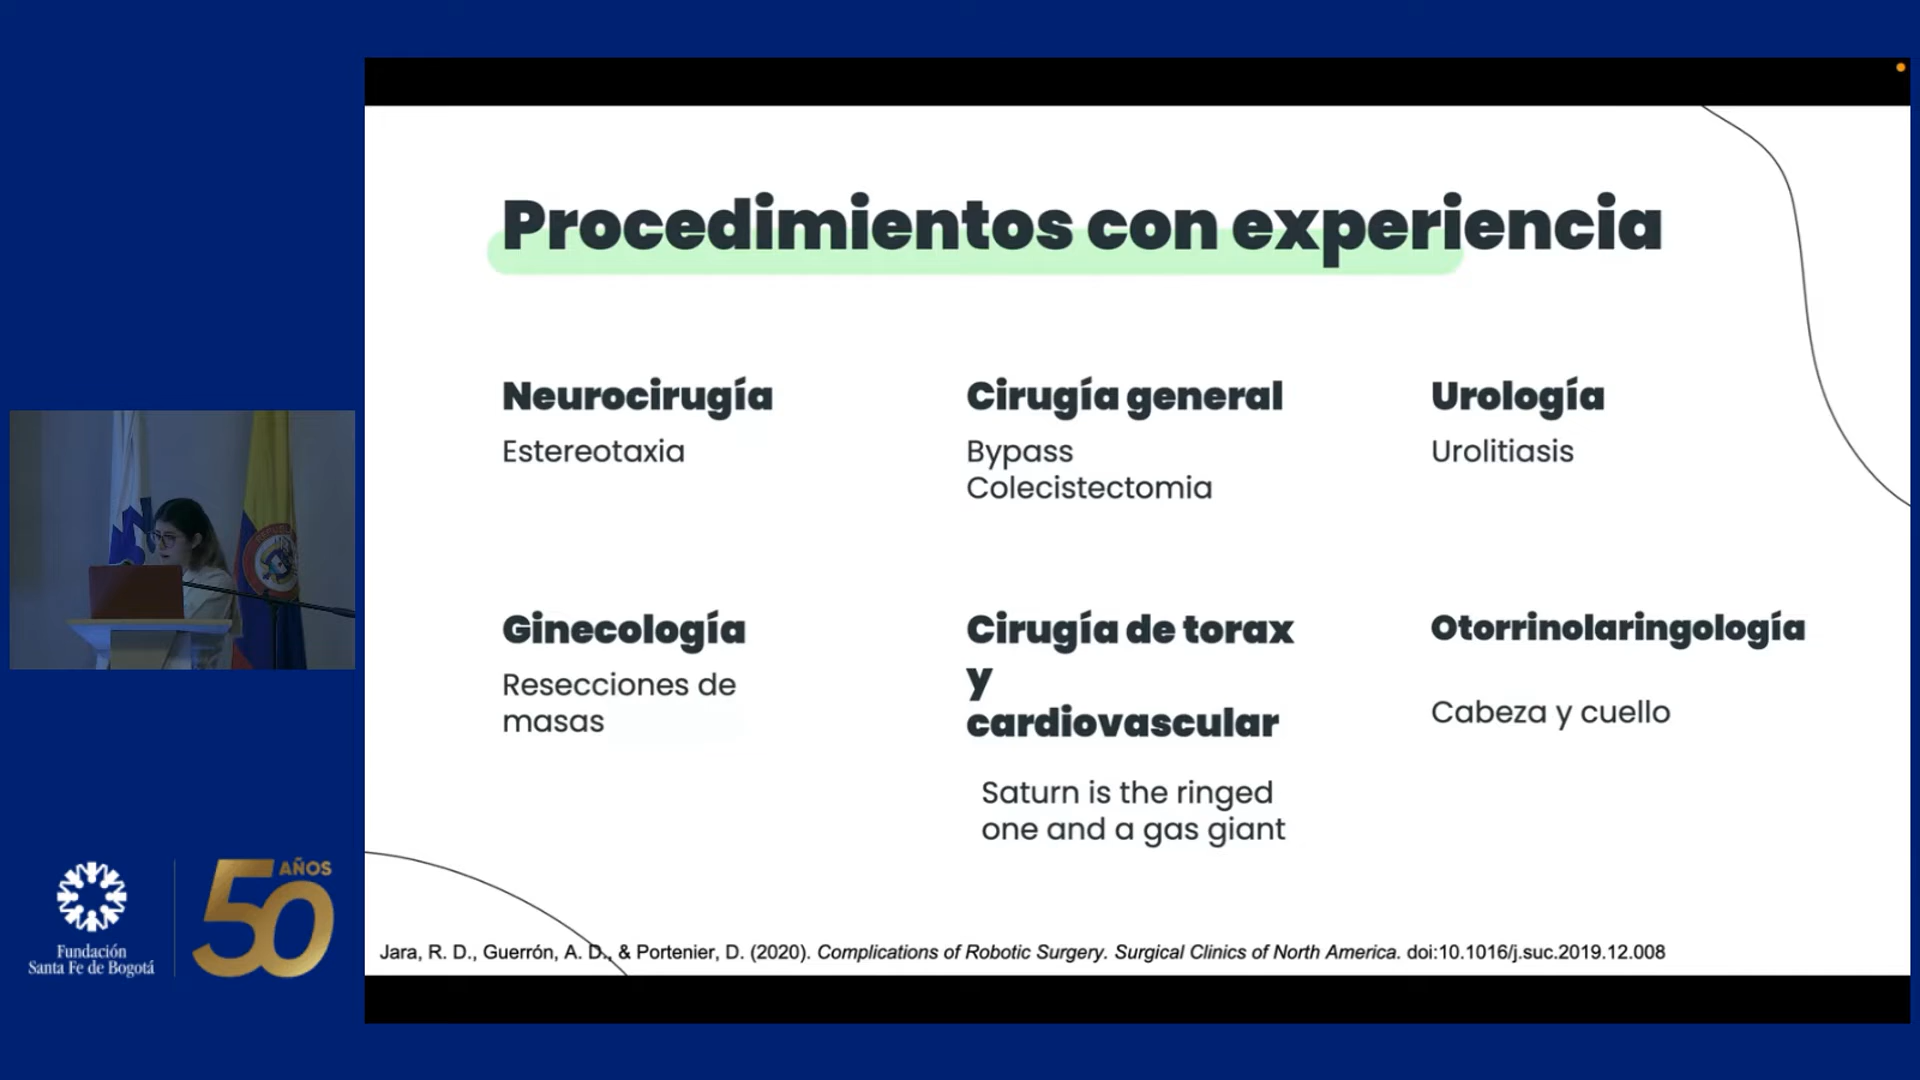 Procedimientos con experiencia
Neurocirugía
Estereotaxia
Cirugía general
Bypass
Colecistectomia
Urología
Urolitiasis
Ginecología
Resecciones de
masas
Cirugía de torax
y
cardiovascular
Saturn is the ringed
one and a gas giant
Otorrinolaringología
Cabeza y cuello
Jara, R. D., Guerrón, A. D., & Portenier, D. (2020). Complications of Robotic Surgery. Surgical Clinics of North America. doi:10.1016/j.suc.2019.12.008
Fundación
Santa Fe de Bogotá
50 AÑOS